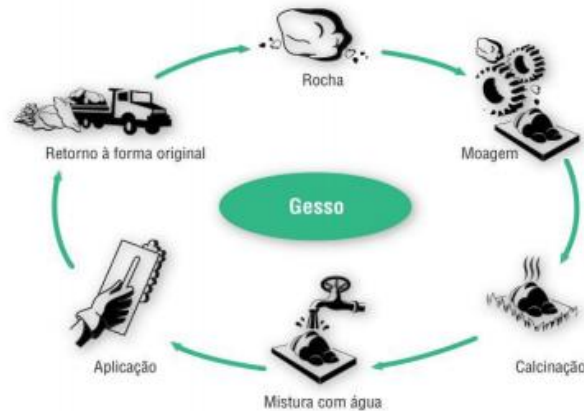 Rocha
Moagem
Calcinação
Mistura com água
Aplicação
Retorno à forma original
Gesso